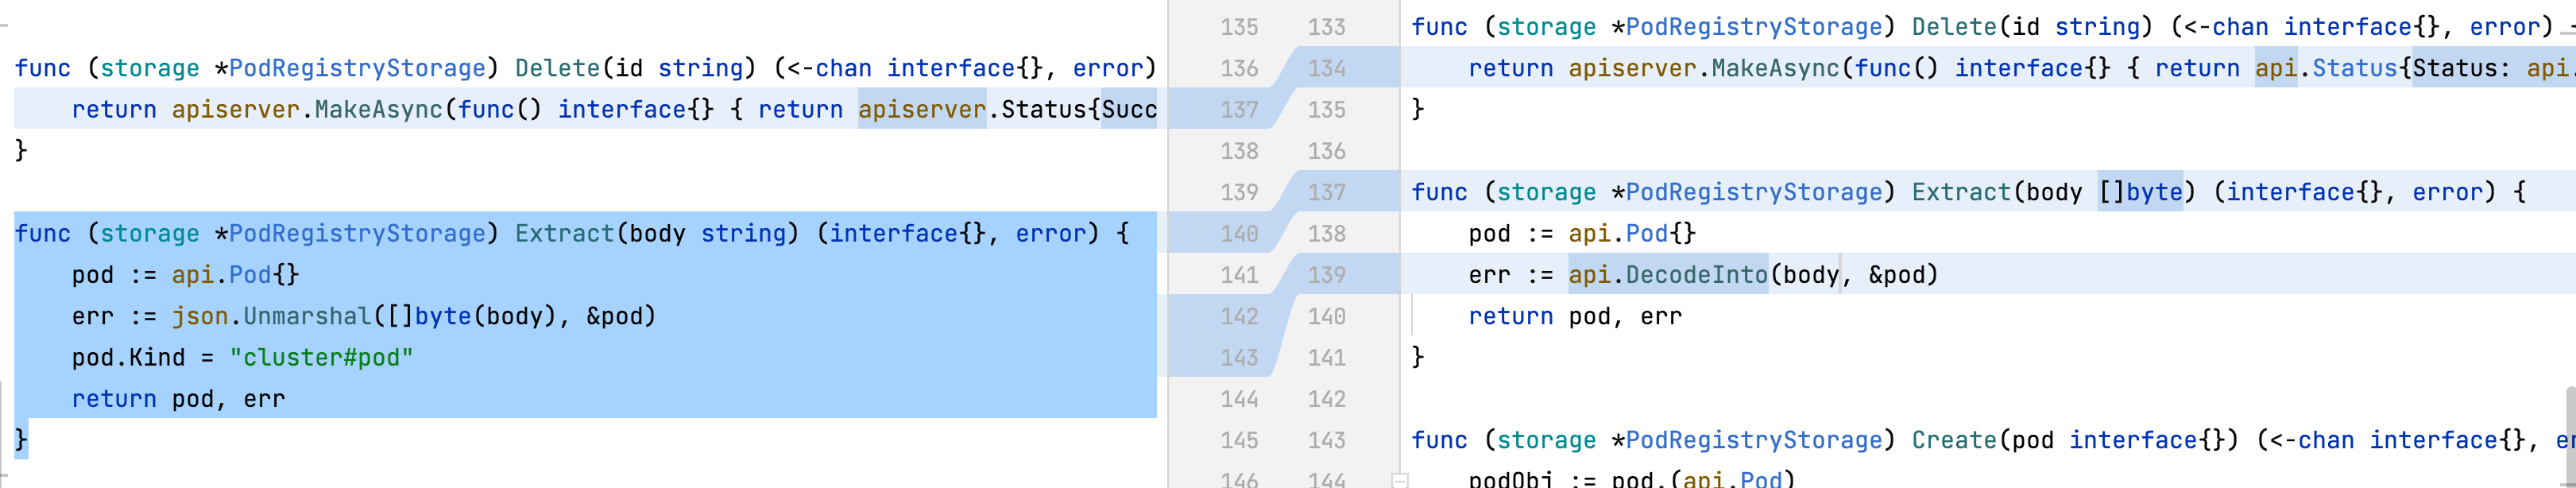 func (storage *PodRegistryStorage) Delete(id string) (<-chan interface{}, error)
    return apiserver.MakeAsync(func() interface{} { return apiserver.Status{Succ
}
func (storage *PodRegistryStorage) Extract(body string) (interface{}, error) {
    pod := api.Pod{}
    err := json.Unmarshal([]byte(body), &pod)
    pod.Kind = "cluster#pod"
    return pod, err
}
135 133
136 134
137 135
138 136
139 137
140 138
141 139
142 140
143 141
144 142
145 143
146 144
func (storage *PodRegistryStorage) Delete(id string) (<-chan interface{}, error)
    return apiserver.MakeAsync(func() interface{} { return api.Status{Status: api.
}
func (storage *PodRegistryStorage) Extract(body []byte) (interface{}, error) {
    pod := api.Pod{}
    err := api.DecodeInto(body, &pod)
    return pod, err
}
func (storage *PodRegistryStorage) Create(pod interface{}) (<-chan interface{}, er
    podObj := pod.(api.Pod)